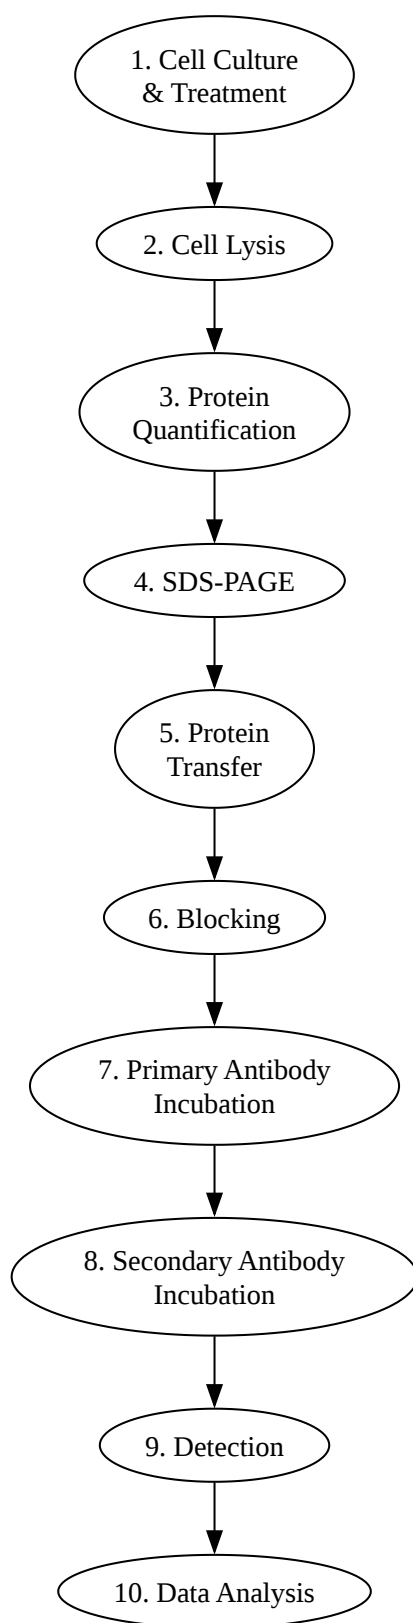 1. Cell Culture
& Treatment
2. Cell Lysis
3. Protein
Quantification
4. SDS-PAGE
5. Protein
Transfer
6. Blocking
7. Primary Antibody
Incubation
8. Secondary Antibody
Incubation
9. Detection
10. Data Analysis